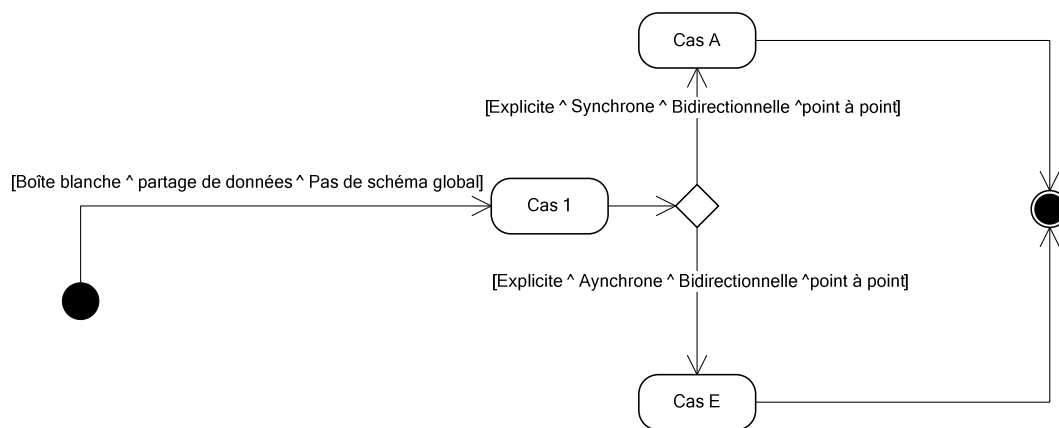 Cas A
[Explicite ^ Synchrone ^ Bidirectionnelle ^point à point]
[Boîte blanche ^ partage de données ^ Pas de schéma global]
Cas 1
[Explicite ^ Aynchrone ^ Bidirectionnelle ^point à point]
Cas E